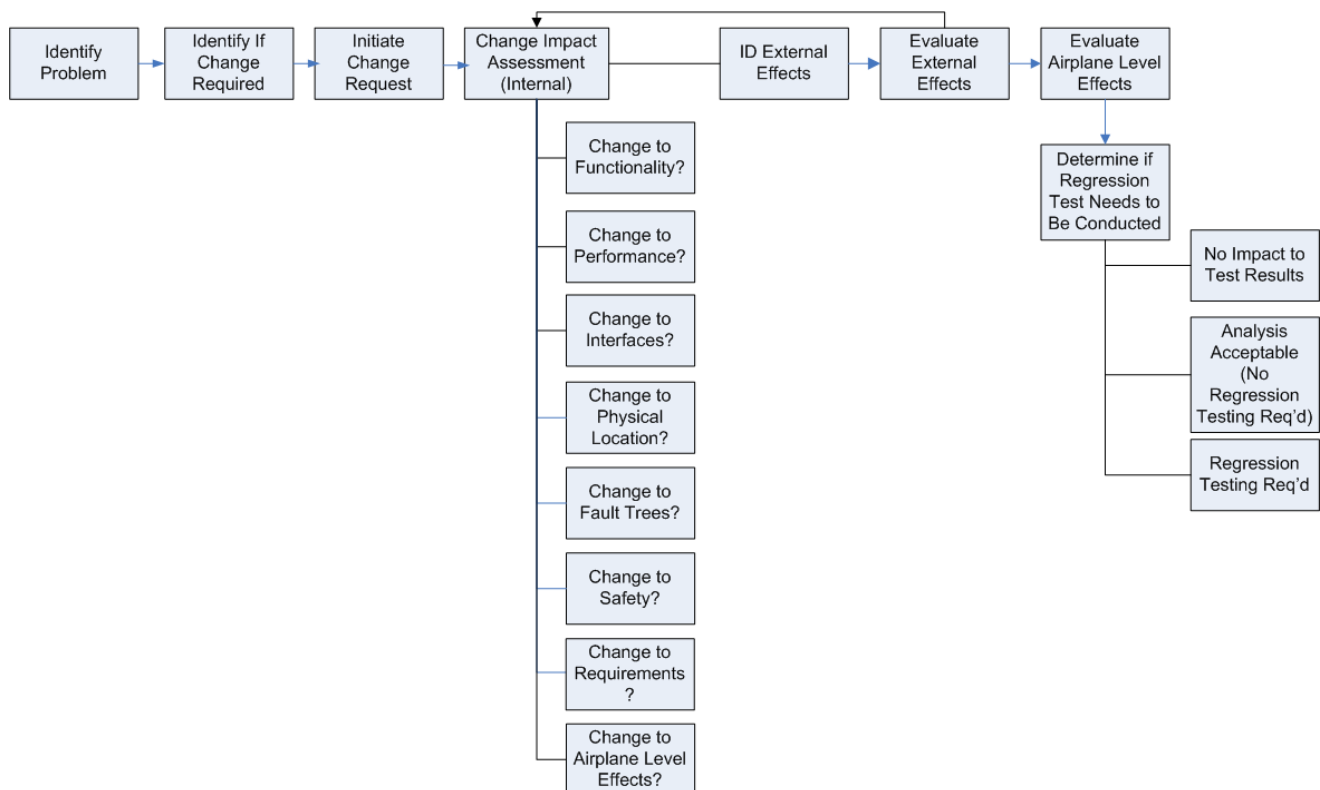 Identify
Problem
Identify If
Change
Required
Initiate
Change
Request
Change Impact
Assessment
(Internal)
ID External
Effects
Evaluate
External
Effects
Evaluate
Airplane Level
Effects
Change to
Functionality?
Change to
Performance?
Change to
Interfaces?
Change to
Physical
Location?
Change to
Fault Trees?
Change to
Safety?
Change to
Requirements
?
Change to
Airplane Level
Effects?
Determine if
Regression
Test Needs to
Be Conducted
No Impact to
Test Results
Analysis
Acceptable
(No
Regression
Testing Req'd)
Regression
Testing Req'd